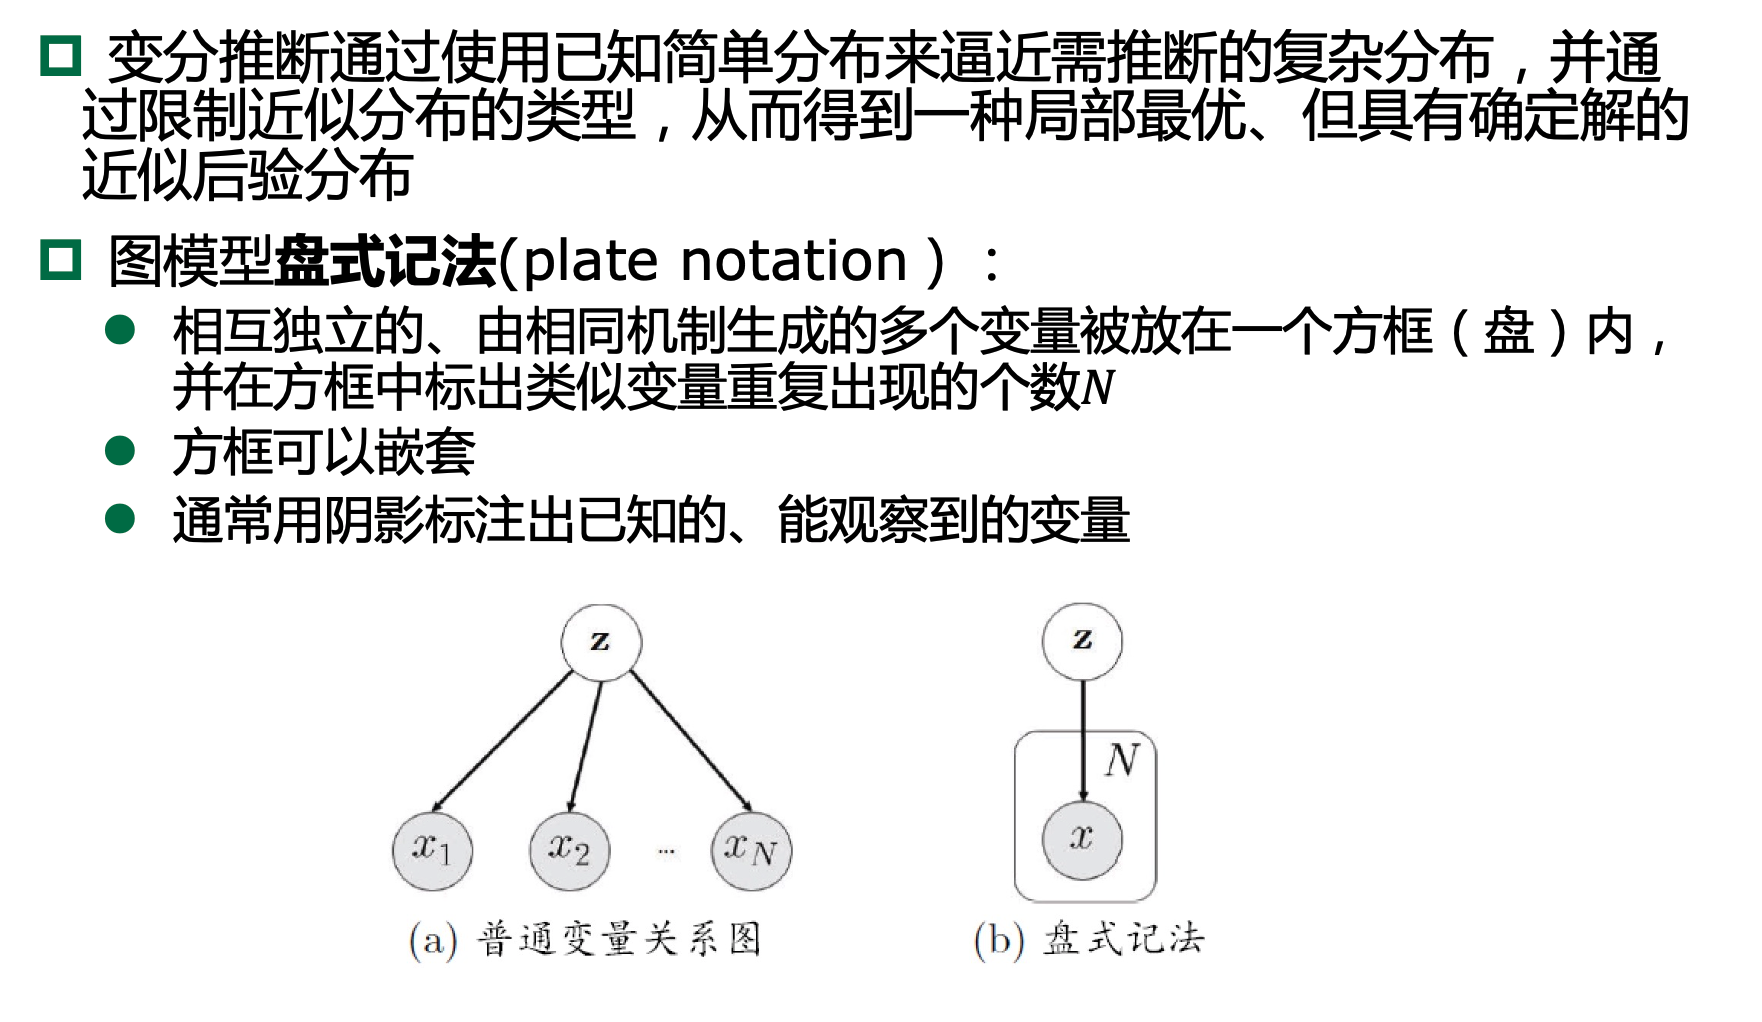 变分推断通过使用已知简单分布来逼近需推断的复杂分布，并通
过限制近似分布的类型，从而得到一种局部最优、但具有确定解的
近似后验分布
图模型盘式记法(plate notation ）：
相互独立的、由相同机制生成的多个变量被放在一个方框（盘）内，
并在方框中标出类似变量重复出现的个数N
方框可以嵌套
通常用阴影标注出已知的、能观察到的变量
z
x1 x2 ... xN
(a) 普通变量关系图
z
N
x
(b) 盘式记法